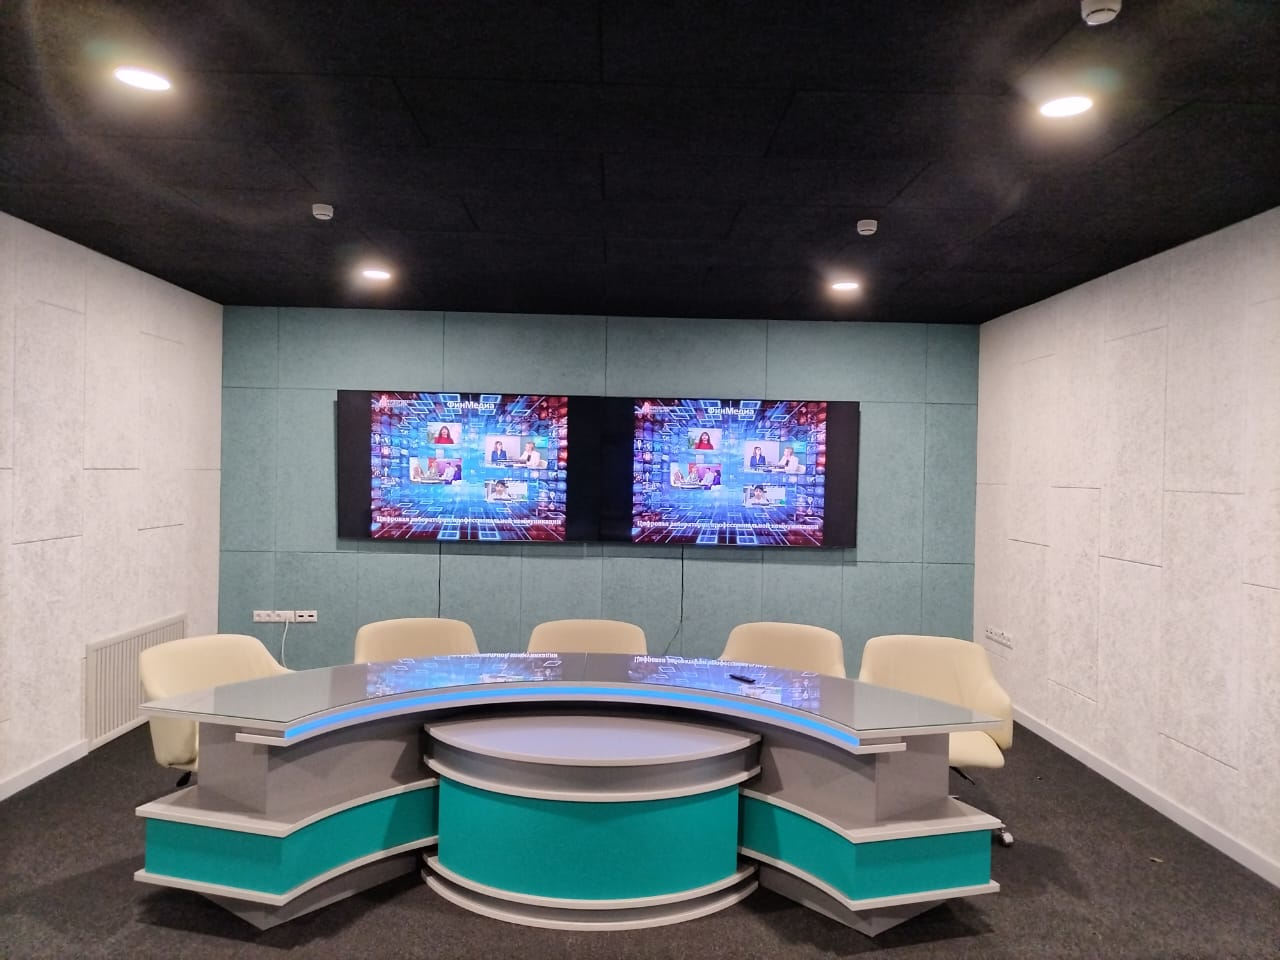 ФинМедиа
Цифровая лаборатория профессиональной коммуникации
ФинМедиа
Цифровая лаборатория профессиональной коммуникации